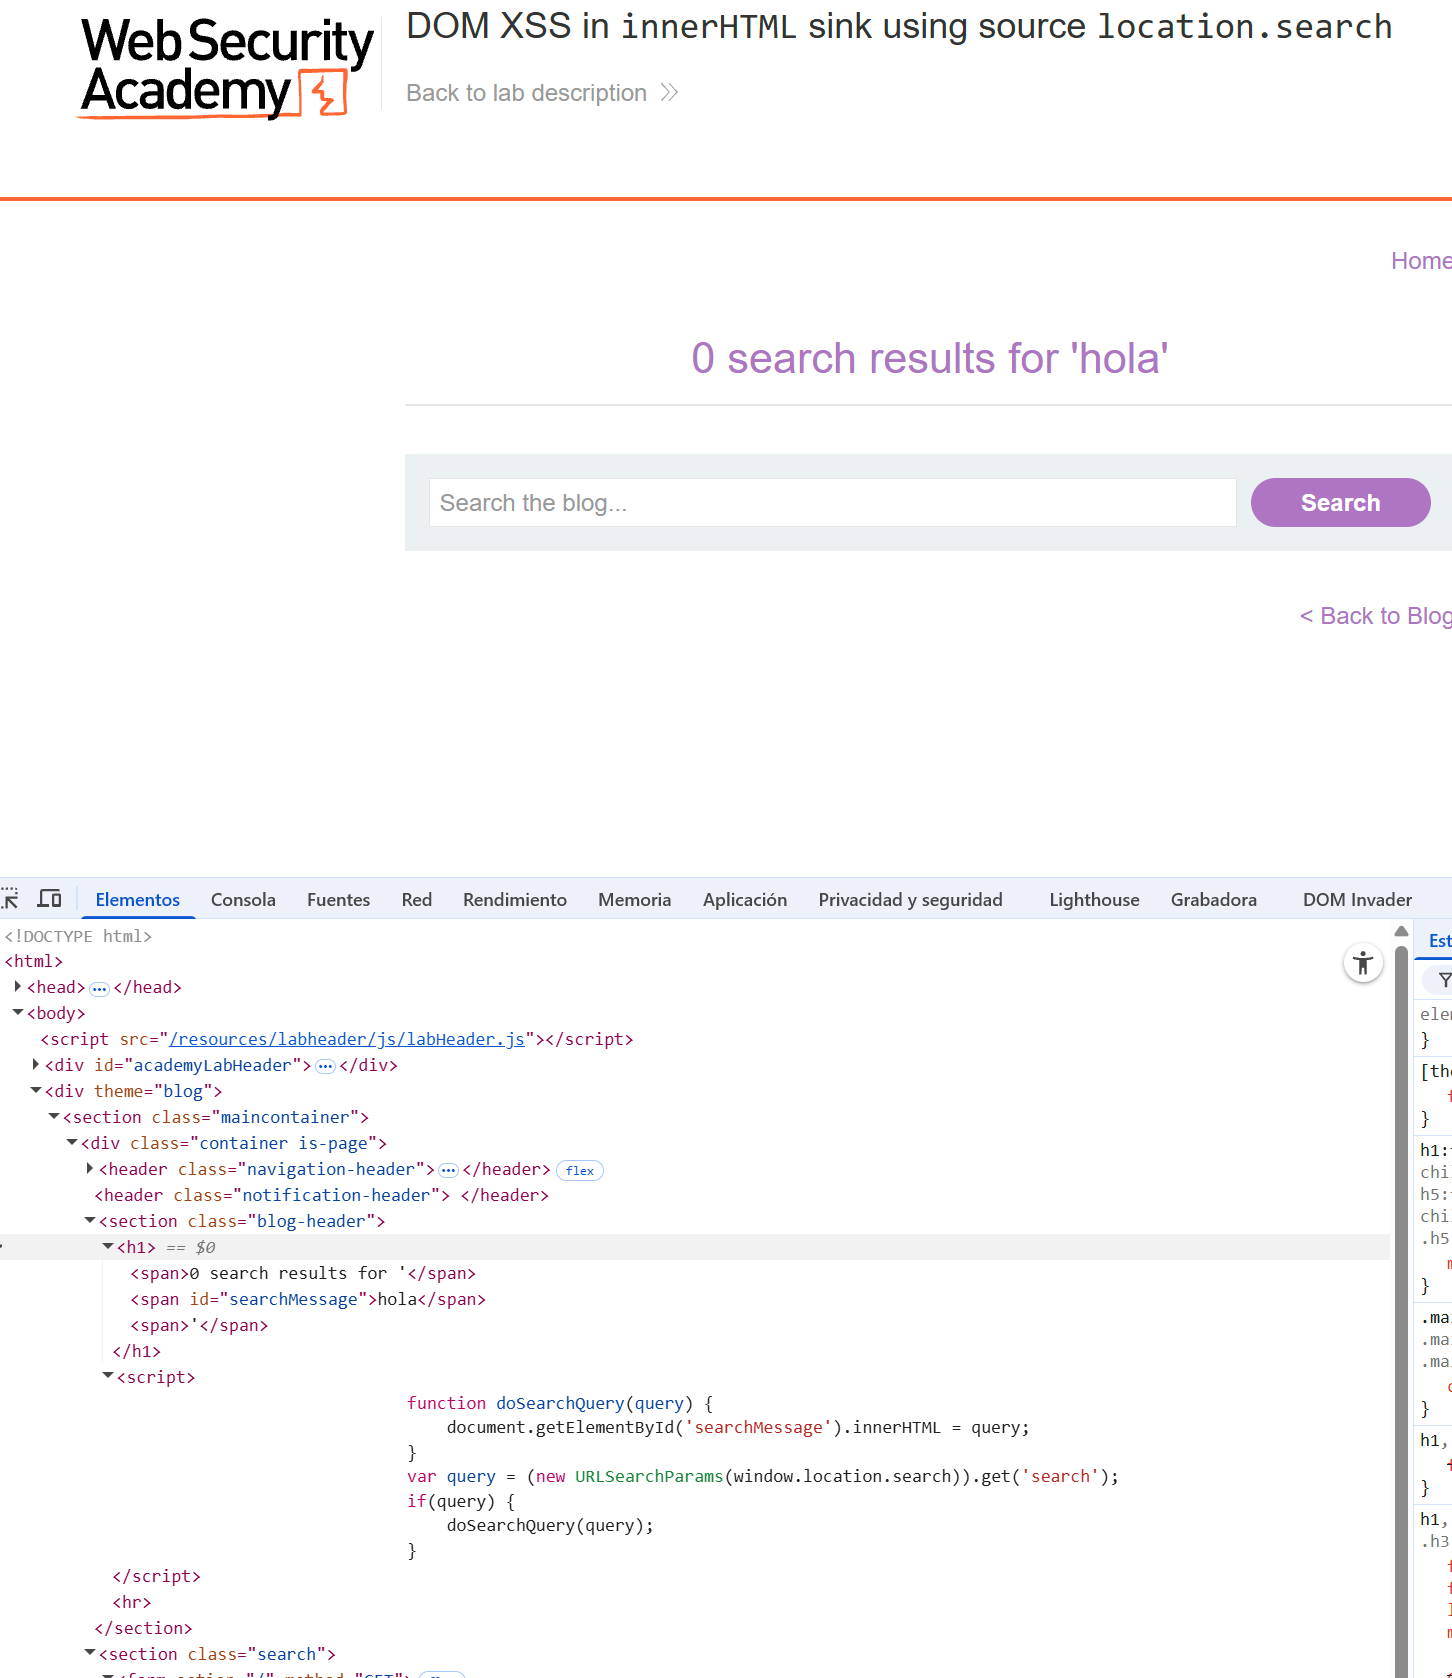 Web Security
Academy
DOM XSS in innerHTML sink using source location.search
Back to lab description
Home
0 search results for 'hola'
Search the blog...
Search
< Back to Blog
Elementos Consola Fuentes Red Rendimiento Memoria Aplicación Privacidad y seguridad Lighthouse Grabadora DOM Invader
<!DOCTYPE html>
<html>
<head> ... </head>
<body>
<script src="/resources/labheader/js/labHeader.js"></script>
<div id="academyLabHeader"> ... </div>
<div theme="blog">
<section class="maincontainer">
<div class="container is-page">
<header class="navigation-header"> ... </header> flex
<header class="notification-header"> </header>
<section class="blog-header">
<h1> == $0
<span>0 search results for '</span>
<span id="searchMessage">hola</span>
<span>'</span>
</h1>
<script>
function doSearchQuery(query) {
document.getElementById('searchMessage').innerHTML = query;
}
var query = (new URLSearchParams(window.location.search)).get('search');
if(query) {
doSearchQuery(query);
}
</script>
<hr>
</section>
<section class="search">
Est
elem
}
[the
}
h1:
chi
h5:
chi
.h5
}
.mai
.ma
.ma
}
h1,
}
h1,
.h3